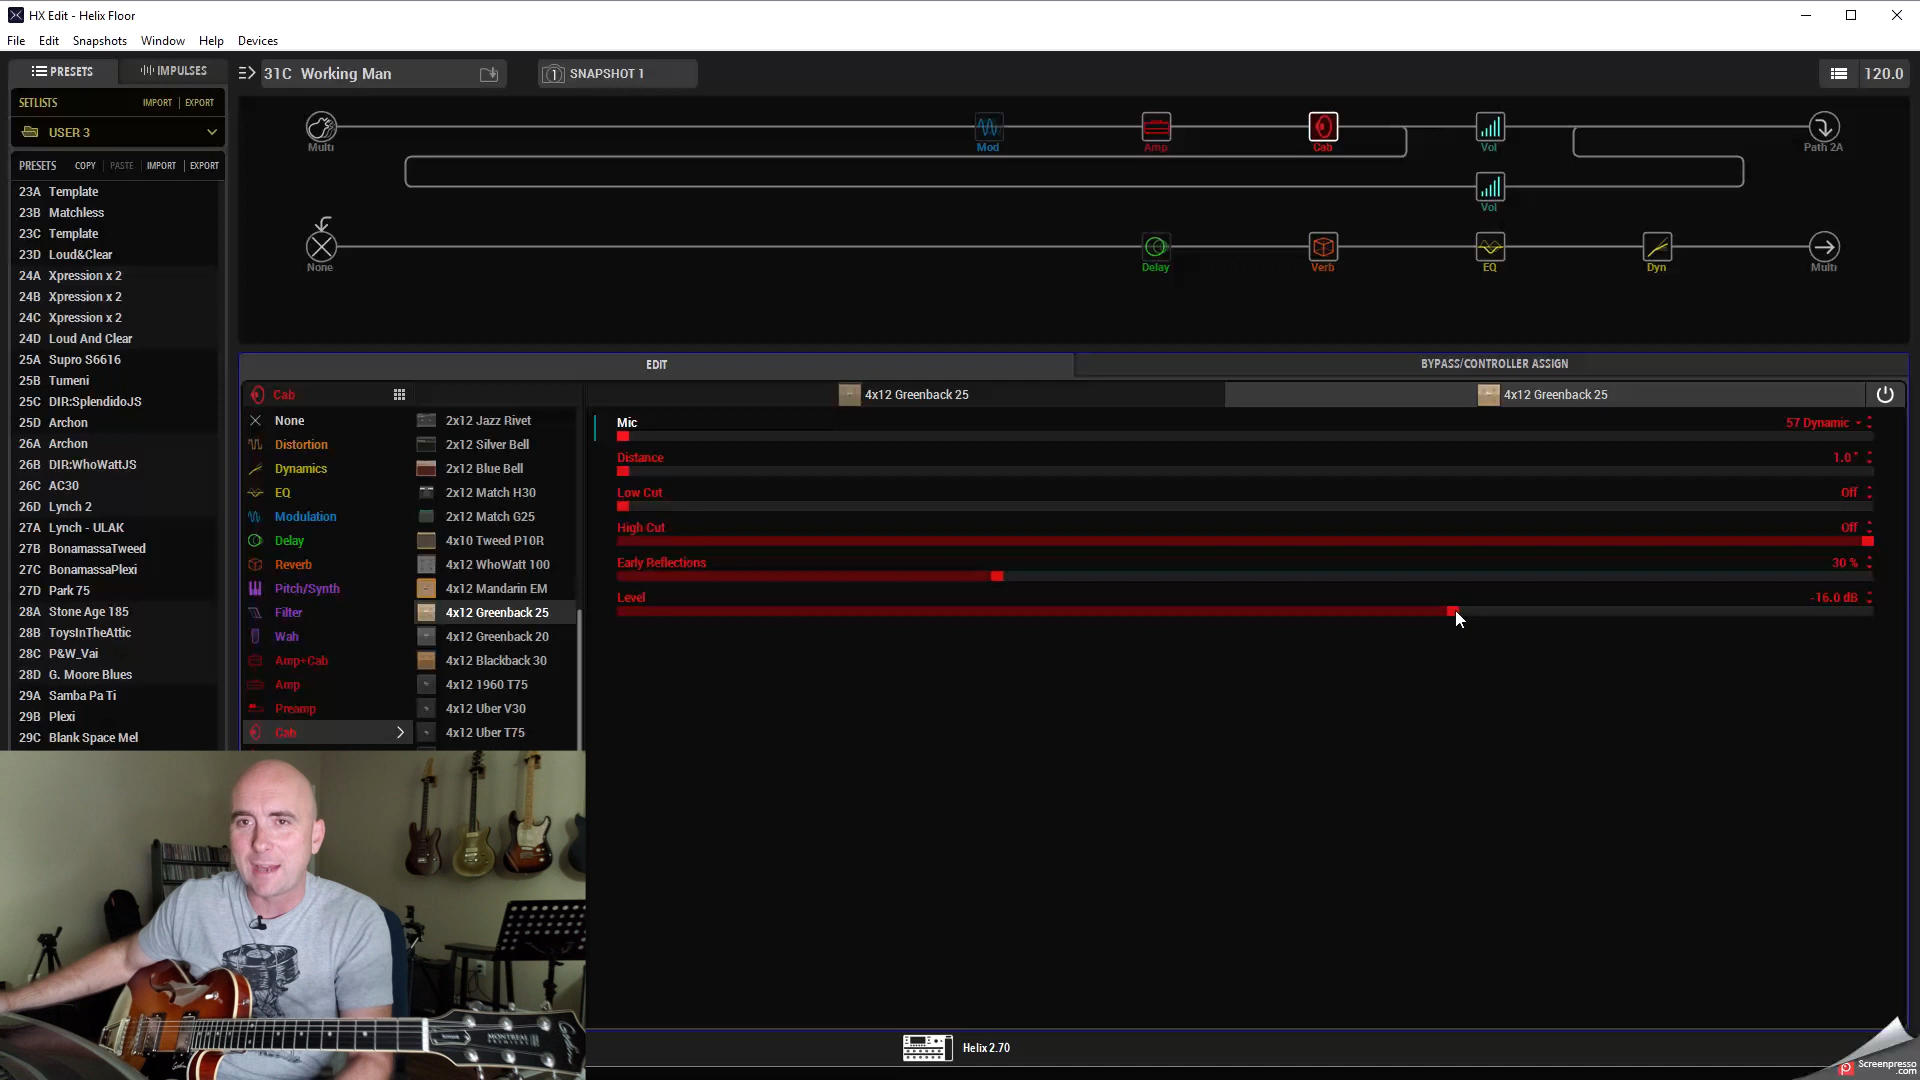 HX Edit - Helix Floor
File Edit Snapshots Window Help Devices
PRESETS IMPULSES
31C Working Man
1 SNAPSHOT 1
120.0
SETLISTS IMPORT | EXPORT
USER 3
PRESETS COPY PASTE IMPORT | EXPORT
23A Template
23B Matchless
23C Template
23D Loud&Clear
24A Xpression x 2
24B Xpression x 2
24C Xpression x 2
24D Loud And Clear
25A Supro S6616
25B Tumeni
25C DIR:SplendidoJS
25D Archon
26A Archon
26B DIR:WhoWattJS
26C AC30
26D Lynch 2
27A Lynch - ULAK
27B BonamassaTweed
27C BonamassaPlexi
27D Park 75
28A Stone Age 185
28B ToysInTheAttic
28C P&W_Vai
28D G. Moore Blues
29A Samba Pa Ti
29B Plexi
29C Blank Space Mel
Multi Mod Amp Cab Vol Path 2A
Vol
None Delay Verb EQ Dyn Multi
EDIT BYPASS/CONTROLLER ASSIGN
Cab
4x12 Greenback 25 4x12 Greenback 25
None
Distortion
Dynamics
EQ
Modulation
Delay
Reverb
Pitch/Synth
Filter
Wah
Amp+Cab
Amp
Preamp
Cab
2x12 Jazz Rivet
2x12 Silver Bell
2x12 Blue Bell
2x12 Match H30
2x12 Match G25
4x10 Tweed P10R
4x12 WhoWatt 100
4x12 Mandarin EM
4x12 Greenback 25
4x12 Greenback 20
4x12 Blackback 30
4x12 1960 T75
4x12 Uber V30
4x12 Uber T75
Mic 57 Dynamic
Distance 1.0 "
Low Cut Off
High Cut Off
Early Reflections 30 %
Level -16.0 dB
MONTREAL
PREMIERE
Helix 2.70
Screenpresso
.com